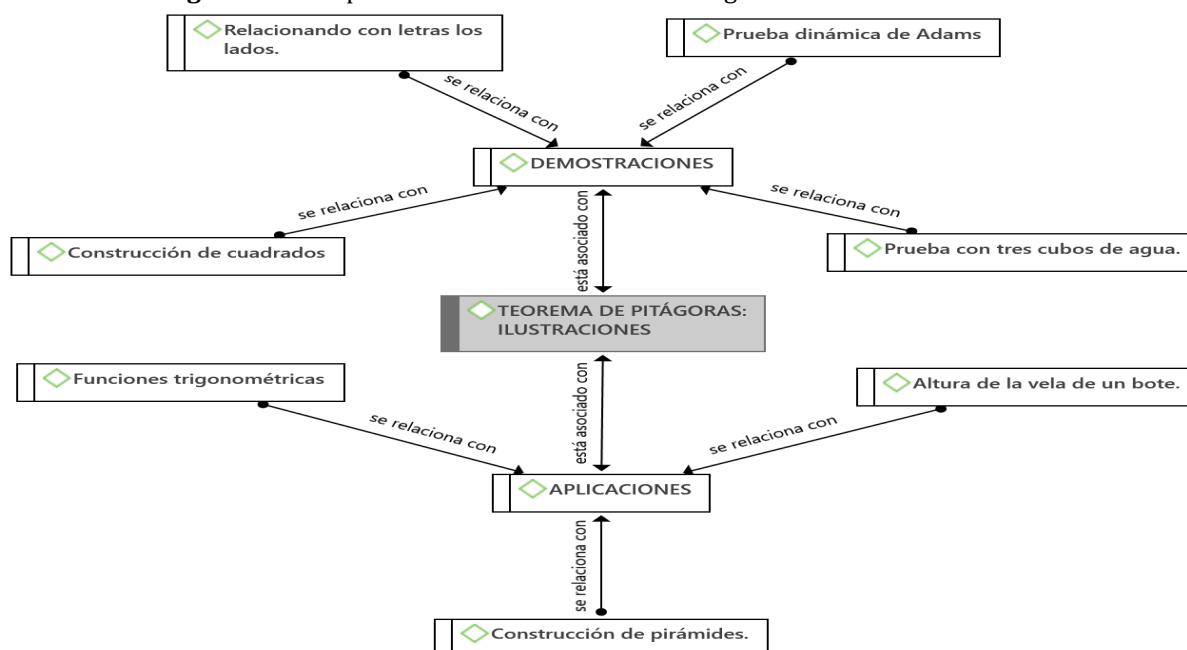 Relacionando con letras los
lados.
Prueba dinámica de Adams
se relaciona con
se relaciona con
DEMOSTRACIONES
se relaciona con
está asociado con
se relaciona con
Construcción de cuadrados
Prueba con tres cubos de agua.
TEOREMA DE PITÁGORAS:
ILUSTRACIONES
Funciones trigonométricas
está asociado con
Altura de la vela de un bote.
se relaciona con
se relaciona con
APLICACIONES
se relaciona con
Construcción de pirámides.